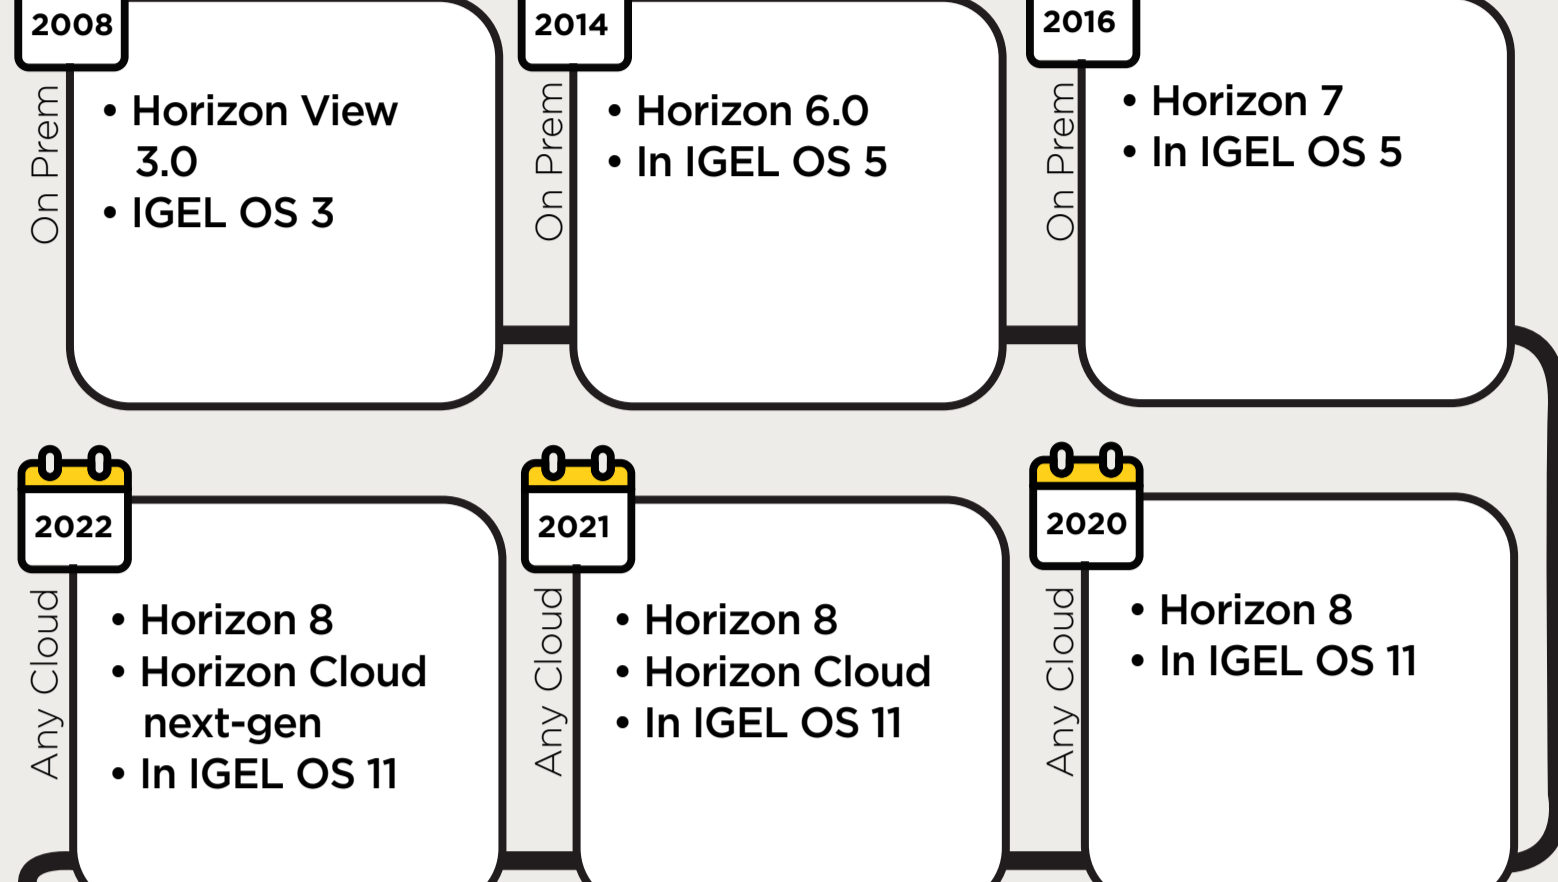 2008
On Prem
• Horizon View
3.0
• IGEL OS 3
2014
On Prem
• Horizon 6.0
• In IGEL OS 5
2016
On Prem
• Horizon 7
• In IGEL OS 5
2020
Any Cloud
• Horizon 8
• In IGEL OS 11
2021
Any Cloud
• Horizon 8
• Horizon Cloud
• In IGEL OS 11
2022
Any Cloud
• Horizon 8
• Horizon Cloud
next-gen
• In IGEL OS 11